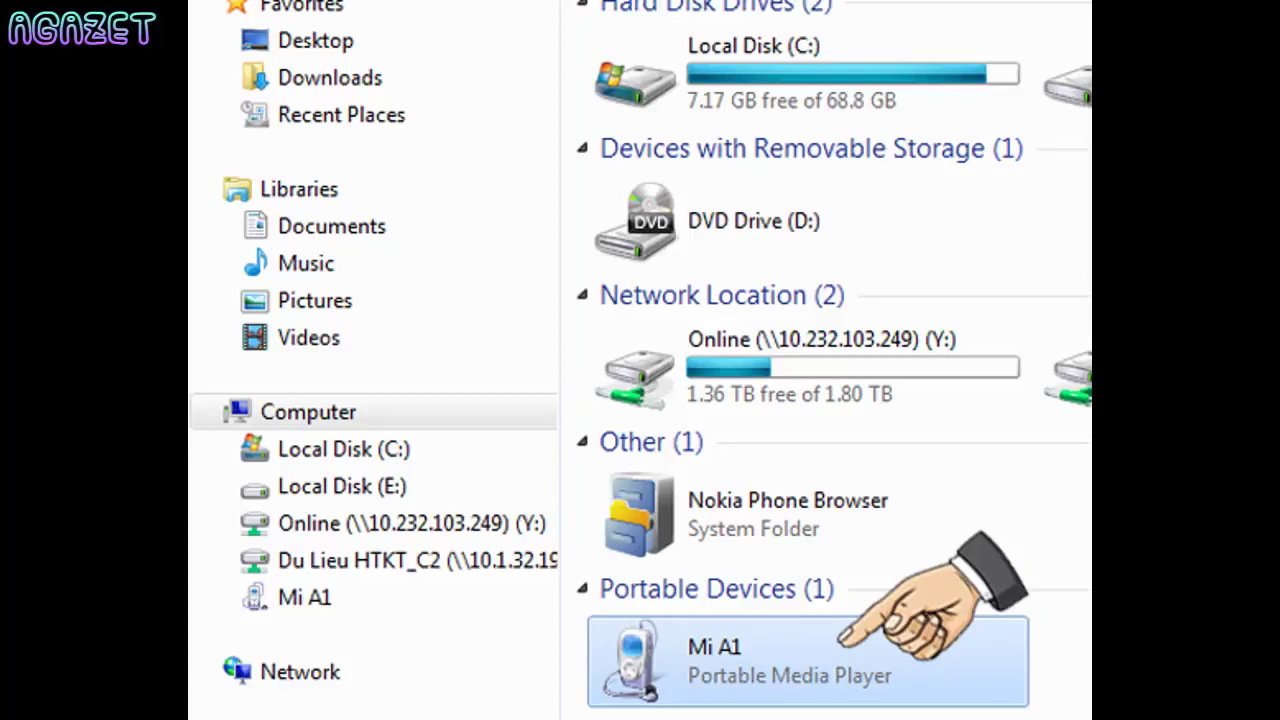 AGAZET
Favorites
Desktop
Downloads
Recent Places
Libraries
Documents
Music
Pictures
Videos
Computer
Local Disk (C:)
Local Disk (E:)
Online (\\10.232.103.249) (Y:)
Du Lieu HTKT_C2 (\\10.1.32.19
Mi A1
Network
Hard Disk Drives (2)
Local Disk (C:)
7.17 GB free of 68.8 GB
Devices with Removable Storage (1)
DVD
DVD Drive (D:)
Network Location (2)
Online (\\10.232.103.249) (Y:)
1.36 TB free of 1.80 TB
Other (1)
Nokia Phone Browser
System Folder
Portable Devices (1)
Mi A1
Portable Media Player